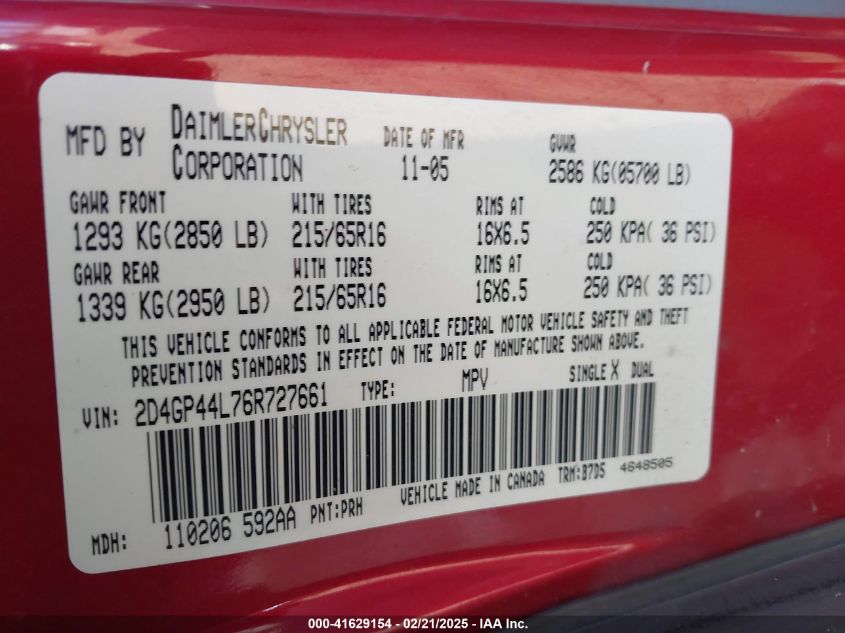 MFD BY DAIMLERCHRYSLER CORPORATION DATE OF MFR 11-05 GVWR 2586 KG(05700 LB)
GAWR FRONT WITH TIRES RIMS AT COLD
1293 KG(2850 LB) 215/65R16 16X6.5 250 KPA( 36 PSI)
GAWR REAR WITH TIRES RIMS AT COLD
1339 KG(2950 LB) 215/65R16 16X6.5 250 KPA( 36 PSI)
THIS VEHICLE CONFORMS TO ALL APPLICABLE FEDERAL MOTOR VEHICLE SAFETY AND THEFT
PREVENTION STANDARDS IN EFFECT ON THE DATE OF MANUFACTURE SHOWN ABOVE.
VIN: 2D4GP44L76R727661 TYPE: MPV SINGLE X DUAL
MDH: 110206 592AA PNT:PRH VEHICLE MADE IN CANADA TRM:B7D5 4648505
000-41629154 - 02/21/2025 - IAA Inc.